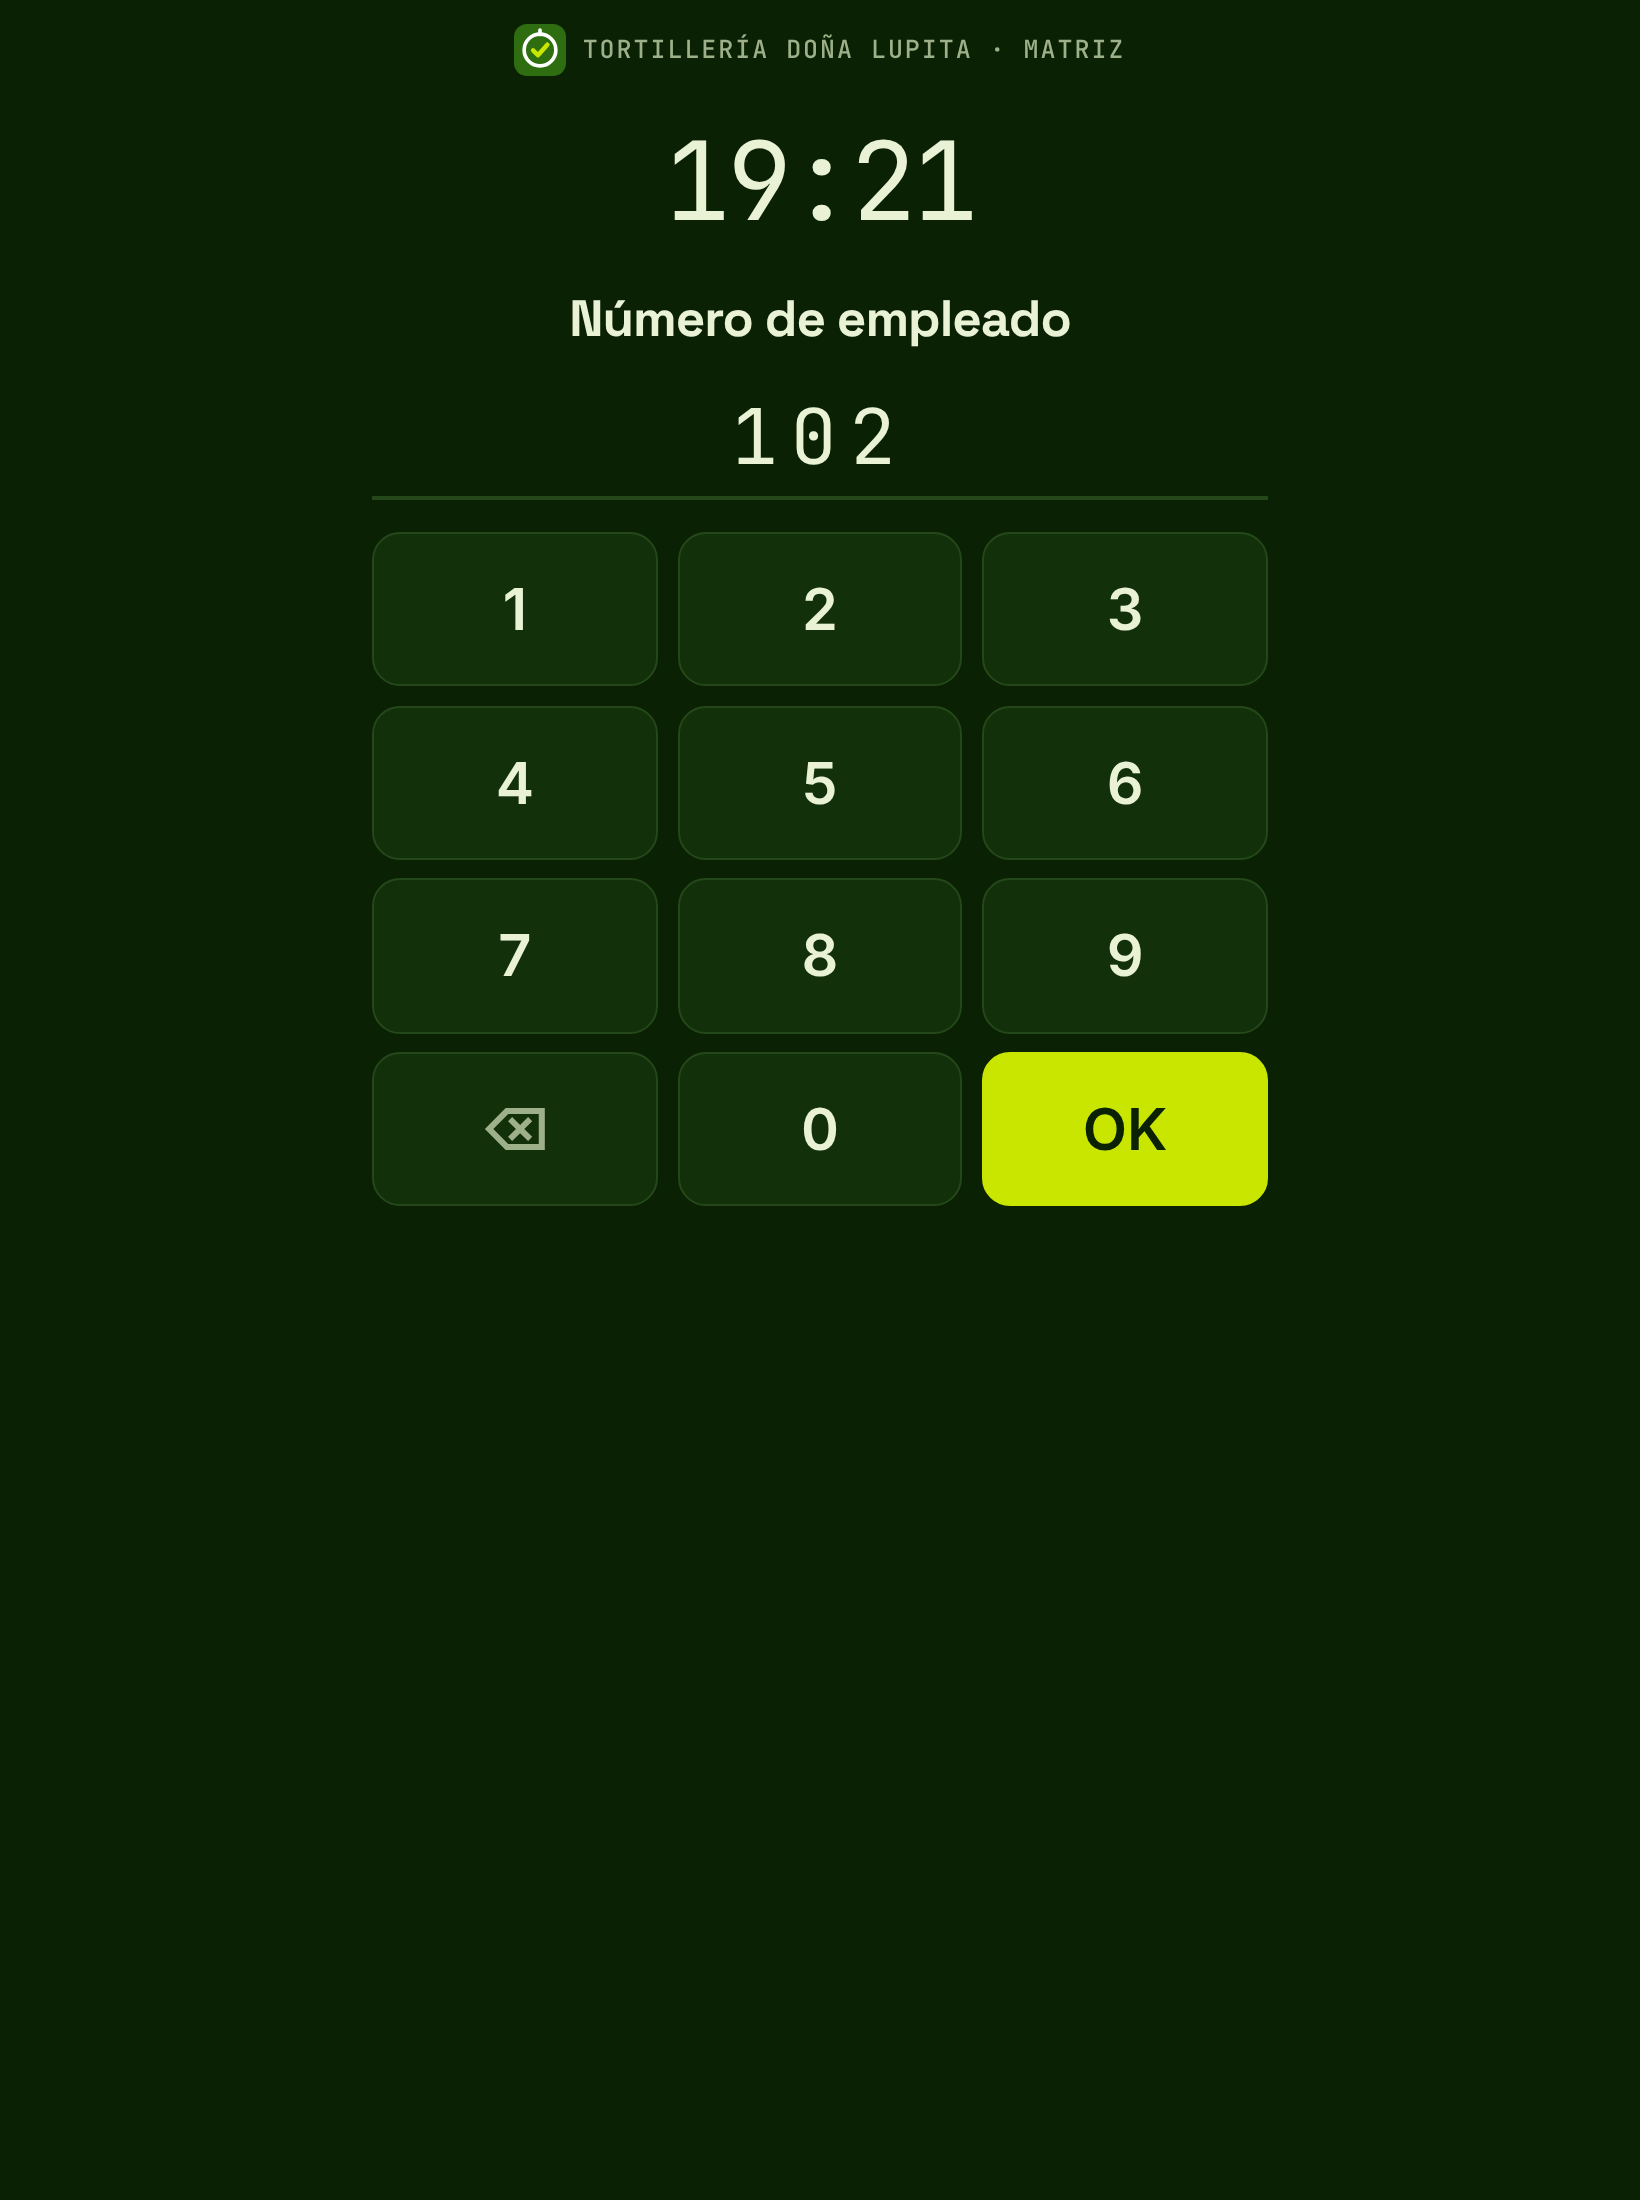 TORTILLERÍA DOÑA LUPITA · MATRIZ
19:21
Número de empleado
102
1 2 3
4 5 6
7 8 9
0 OK